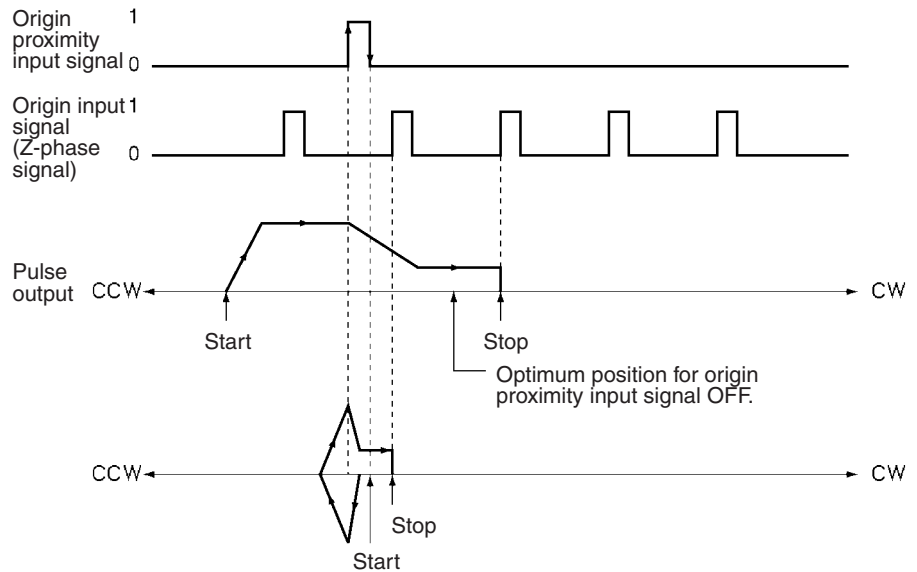 Origin
proximity
input signal
1
0
Origin input
signal
(Z-phase
signal)
1
0
Pulse
output
CCW
CW
Start
Stop
Optimum position for origin
proximity input signal OFF.
CCW
CW
Stop
Start